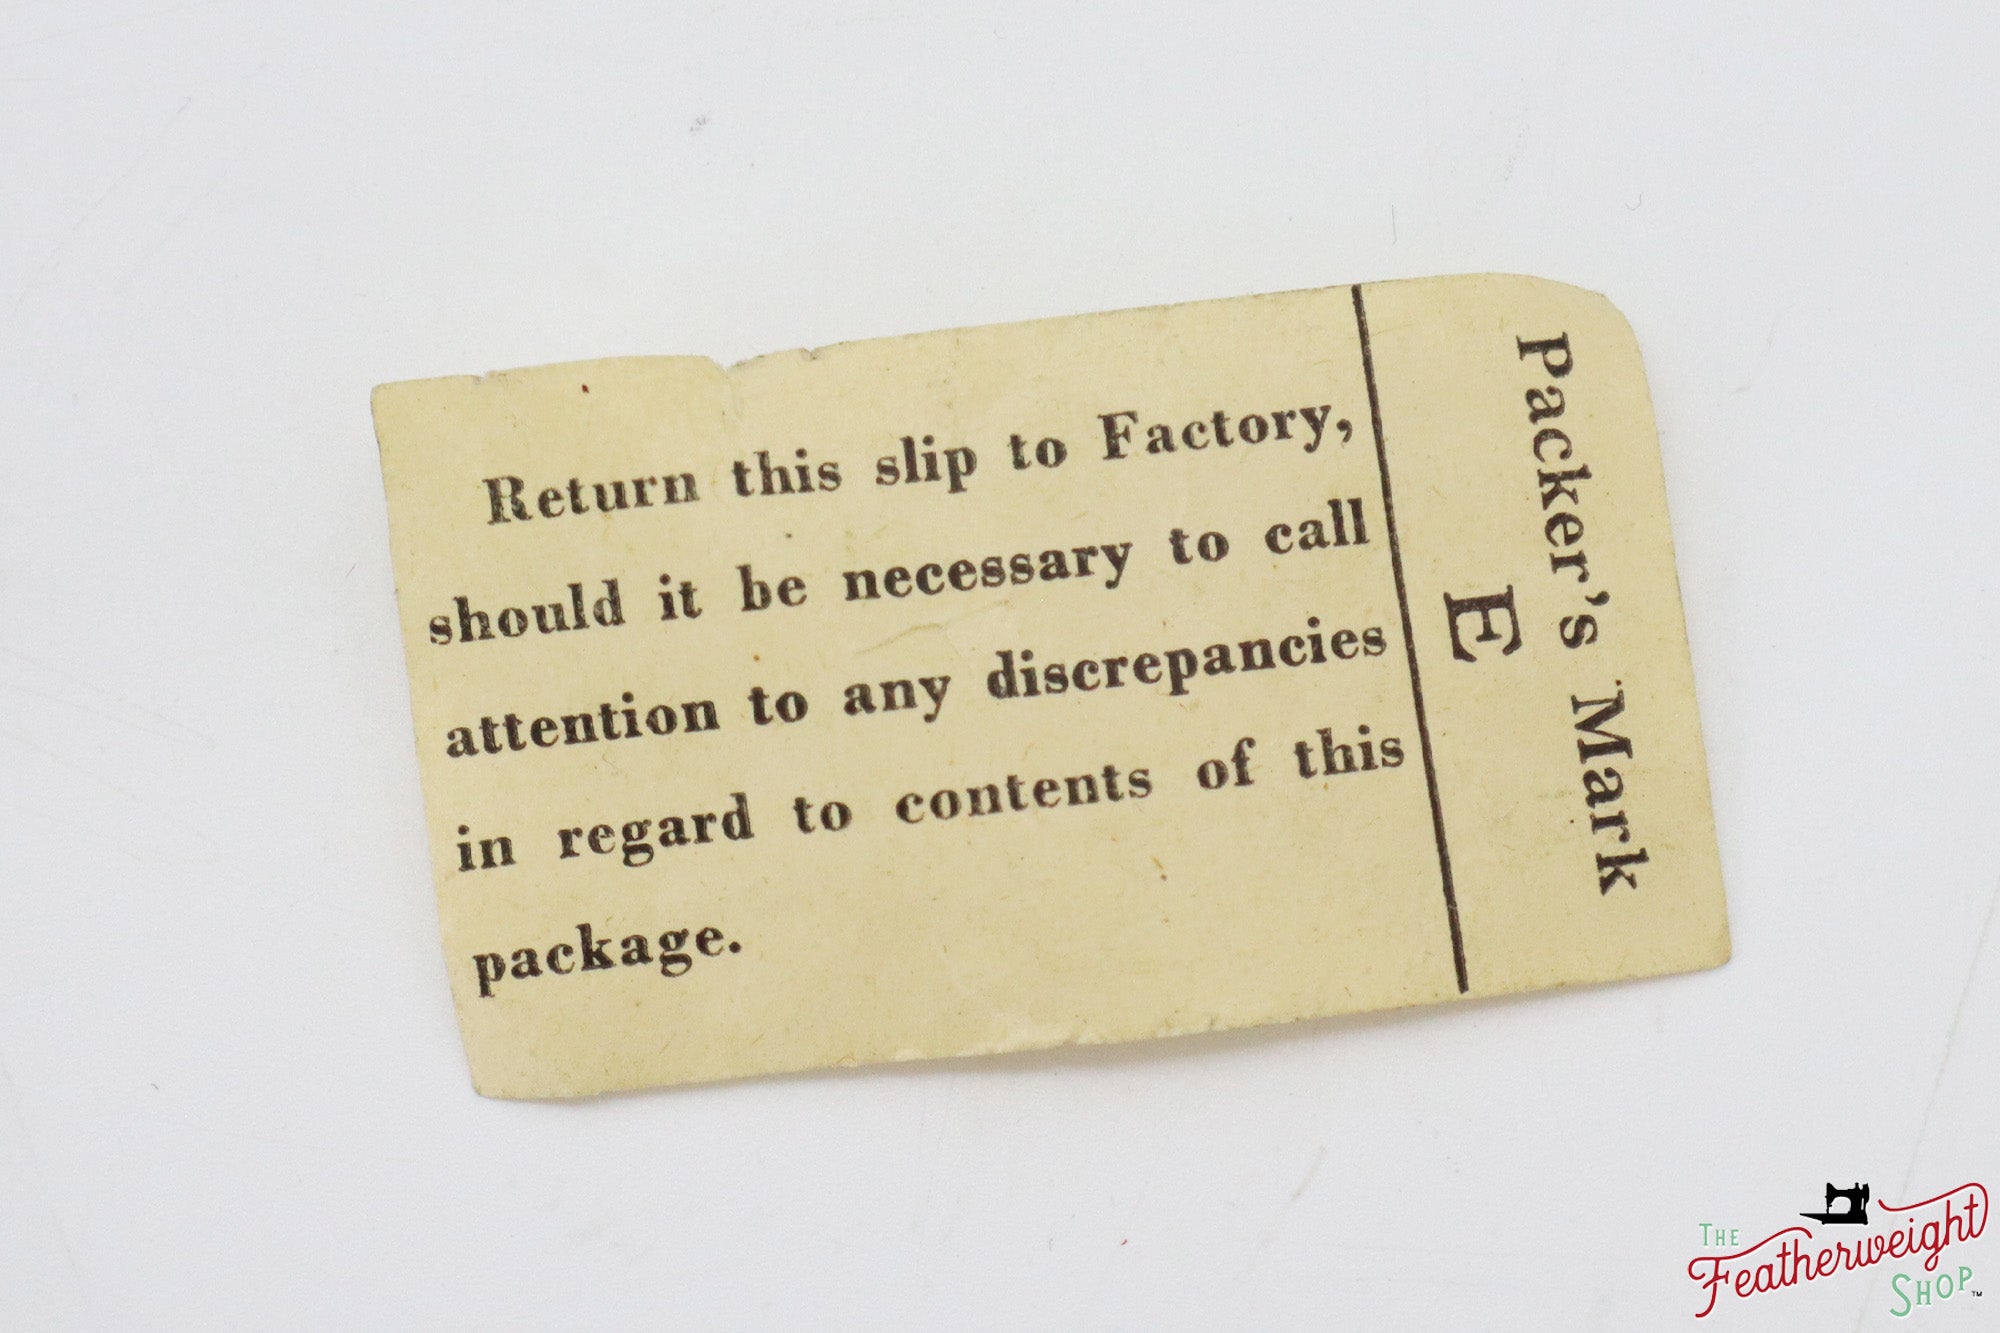 Return this slip to Factory,
should it be necessary to call
attention to any discrepancies
in regard to contents of this
package.
Packer's Mark
E
THE
Featherweight
SHOP™